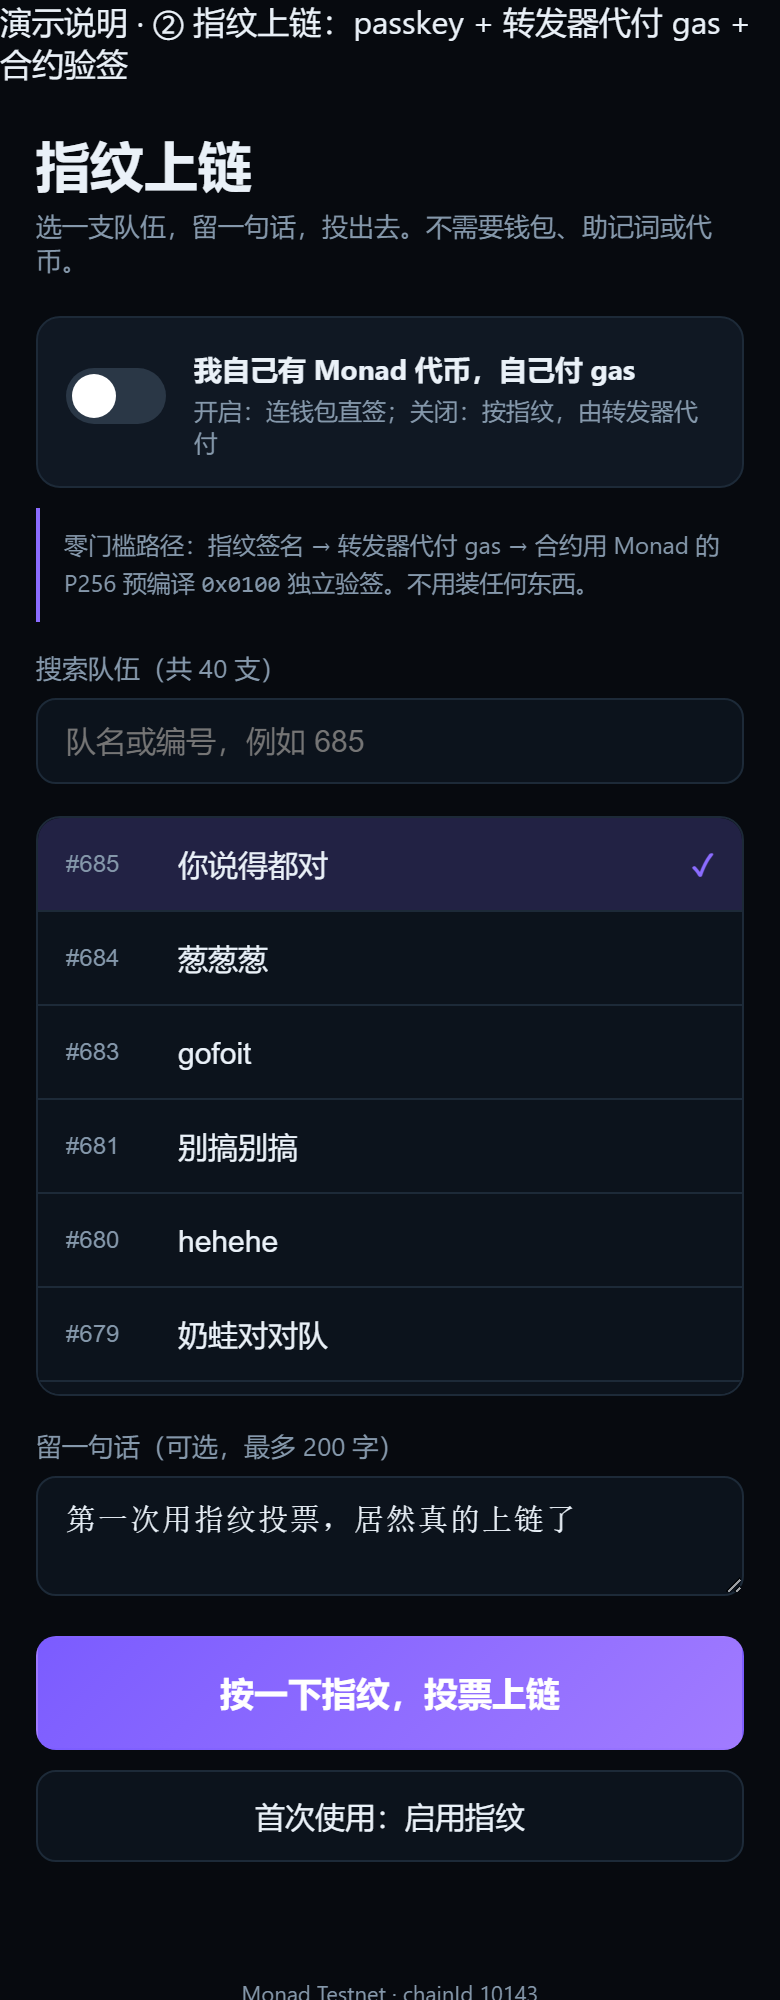 演示说明 · ② 指纹上链：passkey + 转发器代付 gas +
合约验签
指纹上链
选一支队伍，留一句话，投出去。不需要钱包、助记词或代
币。
我自己有 Monad 代币，自己付 gas
开启：连钱包直签；关闭：按指纹，由转发器代
付
零门槛路径：指纹签名 → 转发器代付 gas → 合约用 Monad 的
P256 预编译 0x0100 独立验签。不用装任何东西。
搜索队伍（共 40 支）
队名或编号，例如 685
#685 你说得都对 ✓
#684 葱葱葱
#683 gofoit
#681 别搞别搞
#680 hehehe
#679 奶蛙对对队
留一句话（可选，最多 200 字）
第一次用指纹投票，居然真的上链了
按一下指纹，投票上链
首次使用：启用指纹
Monad Testnet · chainId 10143